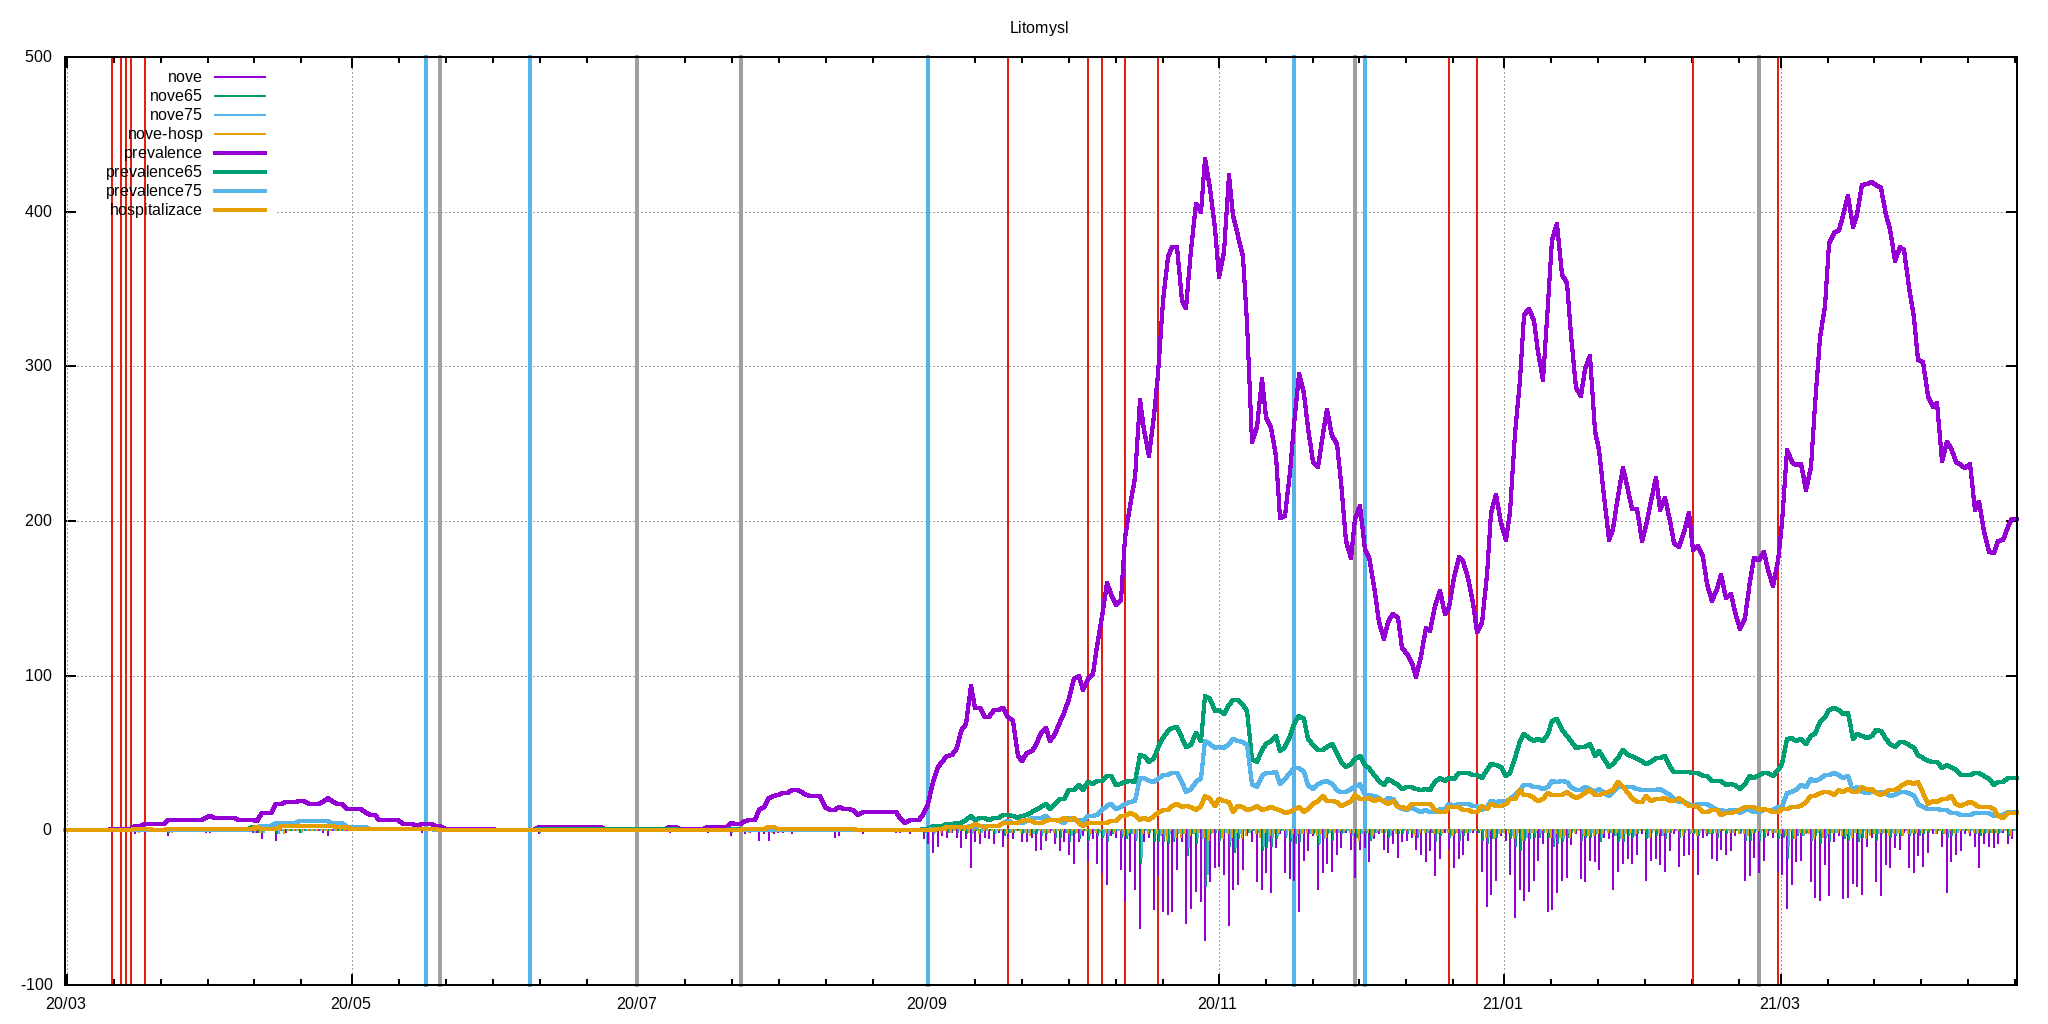 Litomysl
500
400
300
200
100
0
-100
nove
nove65
nove75
nove-hosp
prevalence
prevalence65
prevalence75
hospitalizace
20/03 20/05 20/07 20/09 20/11 21/01 21/03